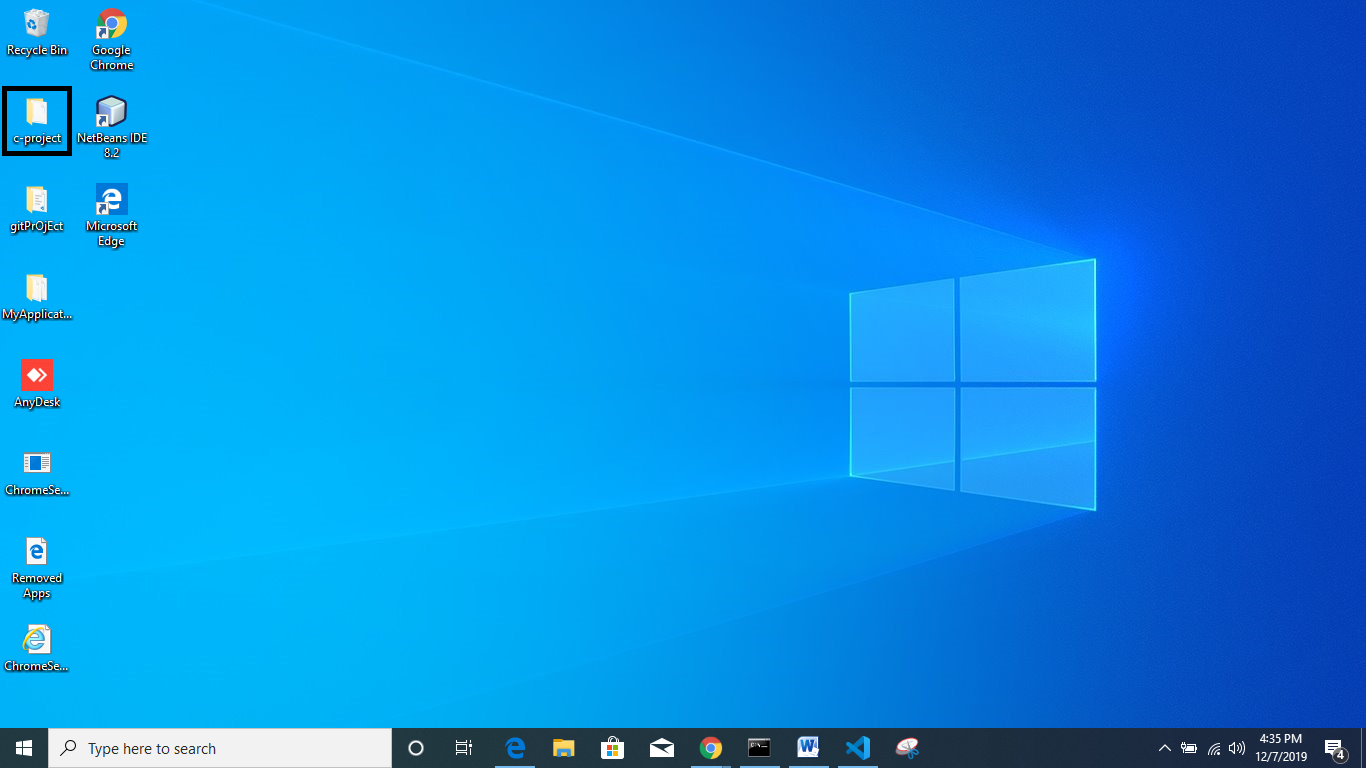 Recycle Bin
Google
Chrome
c-project
NetBeans IDE
8.2
gitPrOjEct
Microsoft
Edge
MyApplicat...
AnyDesk
ChromeSe...
Removed
Apps
ChromeSe...
Type here to search
4:35 PM
12/7/2019
4